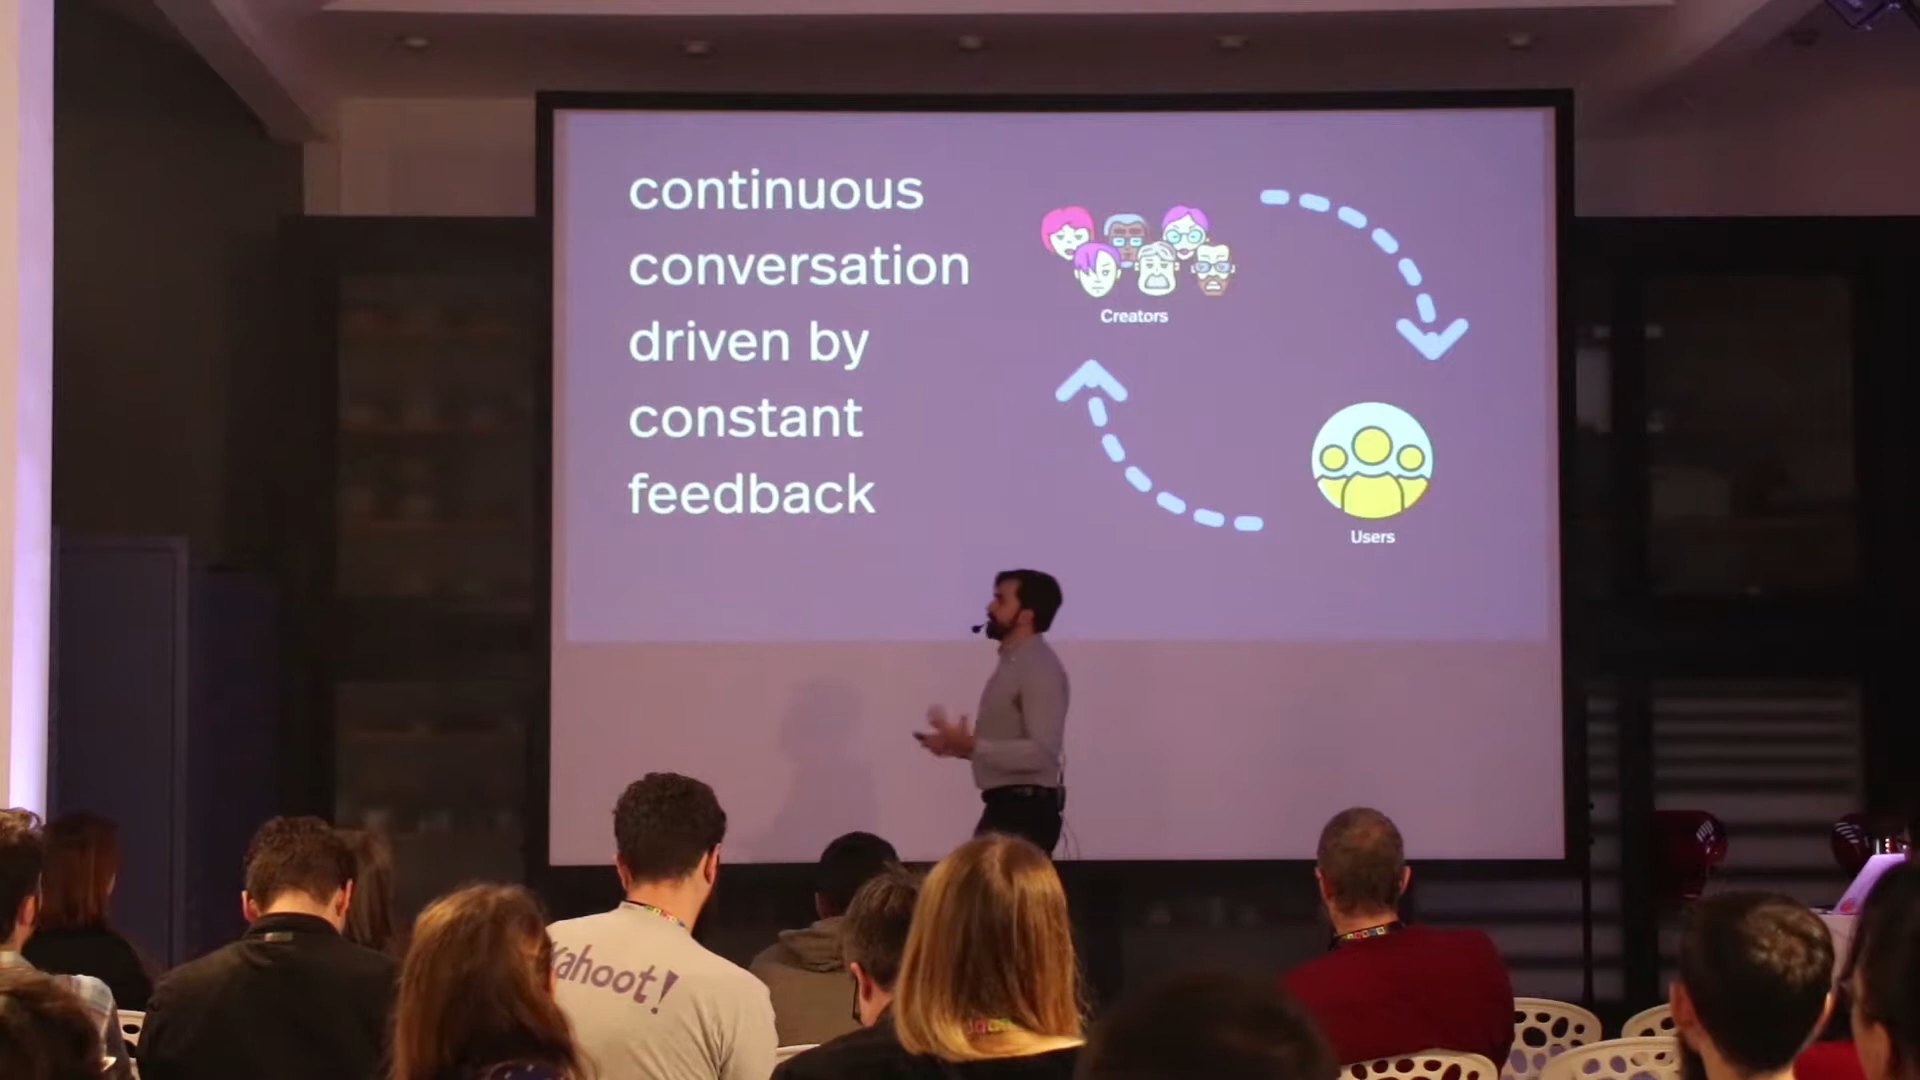 continuous
conversation
driven by
constant
feedback
Creators
Users
Kahoot!